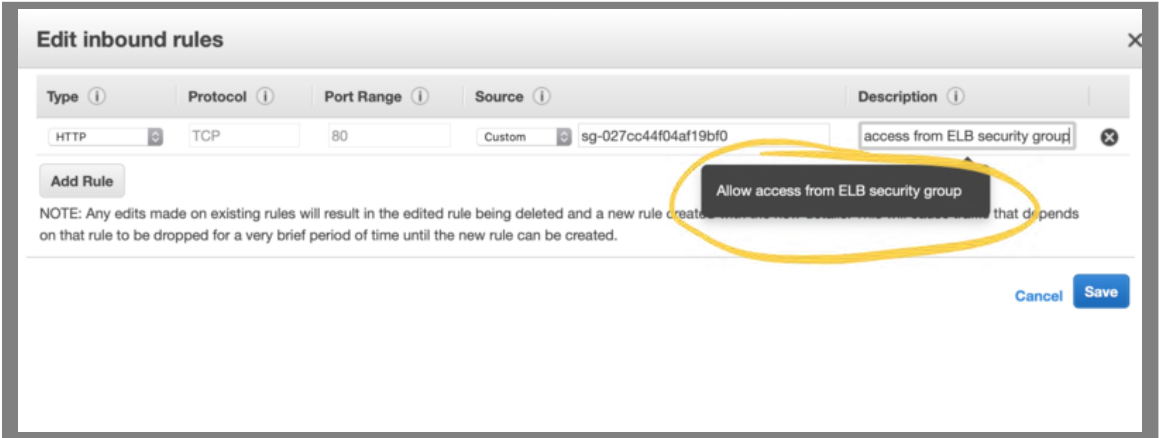 Edit inbound rules
Type Protocol Port Range Source Description
HTTP TCP 80 Custom sg-027cc44f04af19bf0 access from ELB security group
Add Rule
Allow access from ELB security group
NOTE: Any edits made on existing rules will result in the edited rule being deleted and a new rule created that depends
on that rule to be dropped for a very brief period of time until the new rule can be created.
Cancel Save